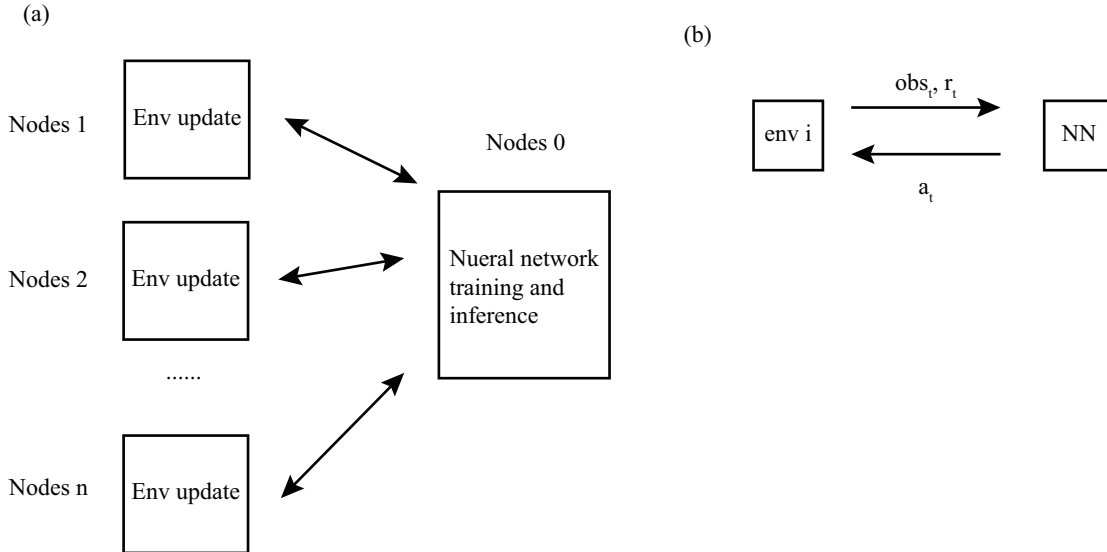 (a)
Nodes 1
Env update
Nodes 2
Env update
......
Nodes n
Env update
Nodes 0
Nueral network
training and
inference
(b)
env i
obs_t, r_t
a_t
NN